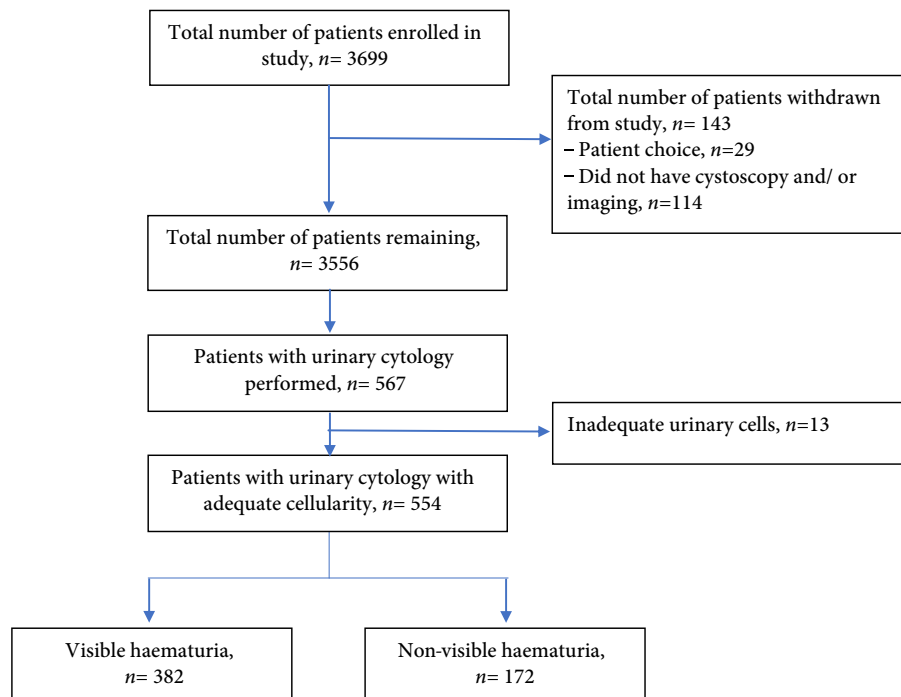 Total number of patients enrolled in
study, n= 3699
Total number of patients withdrawn
from study, n= 143
– Patient choice, n=29
– Did not have cystoscopy and/ or
imaging, n=114
Total number of patients remaining,
n= 3556
Patients with urinary cytology
performed, n= 567
Inadequate urinary cells, n=13
Patients with urinary cytology with
adequate cellularity, n= 554
Visible haematuria,
n= 382
Non-visible haematuria,
n= 172